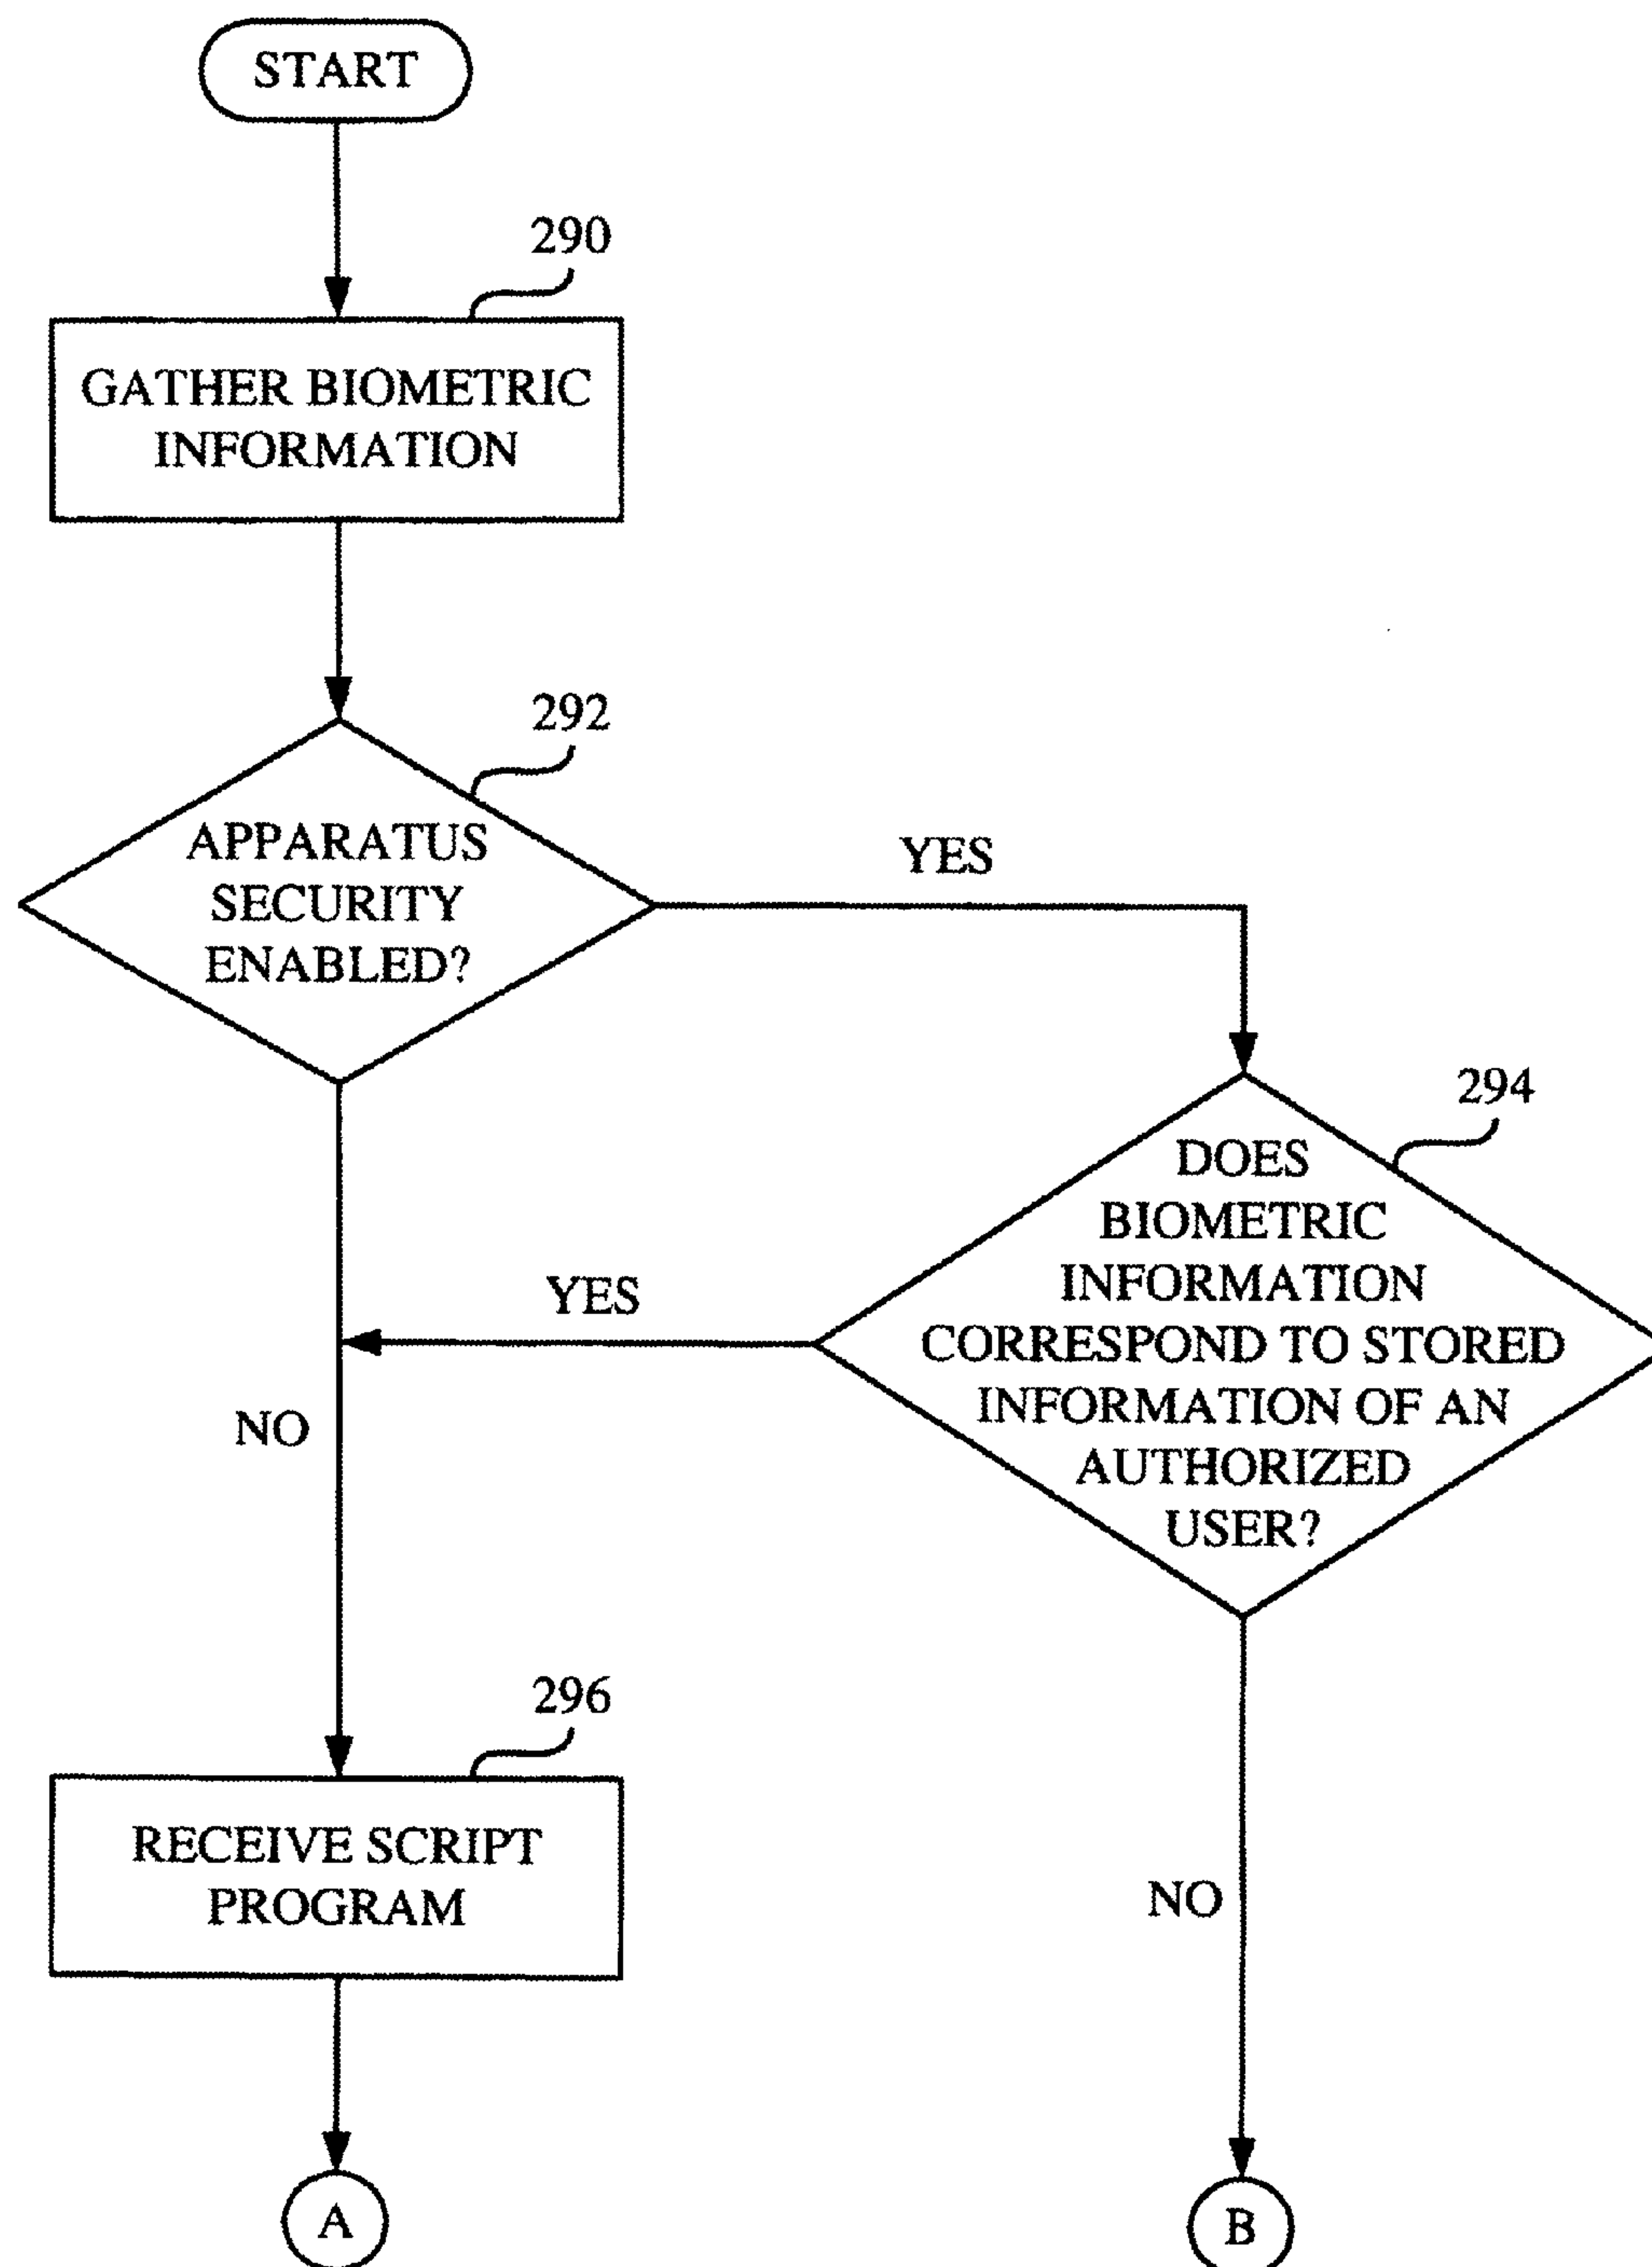 START
290
GATHER BIOMETRIC
INFORMATION
292
APPARATUS
SECURITY
ENABLED?
YES
294
DOES
BIOMETRIC
INFORMATION
CORRESPOND TO STORED
INFORMATION OF AN
AUTHORIZED
USER?
YES
NO
296
RECEIVE SCRIPT
PROGRAM
NO
A
B